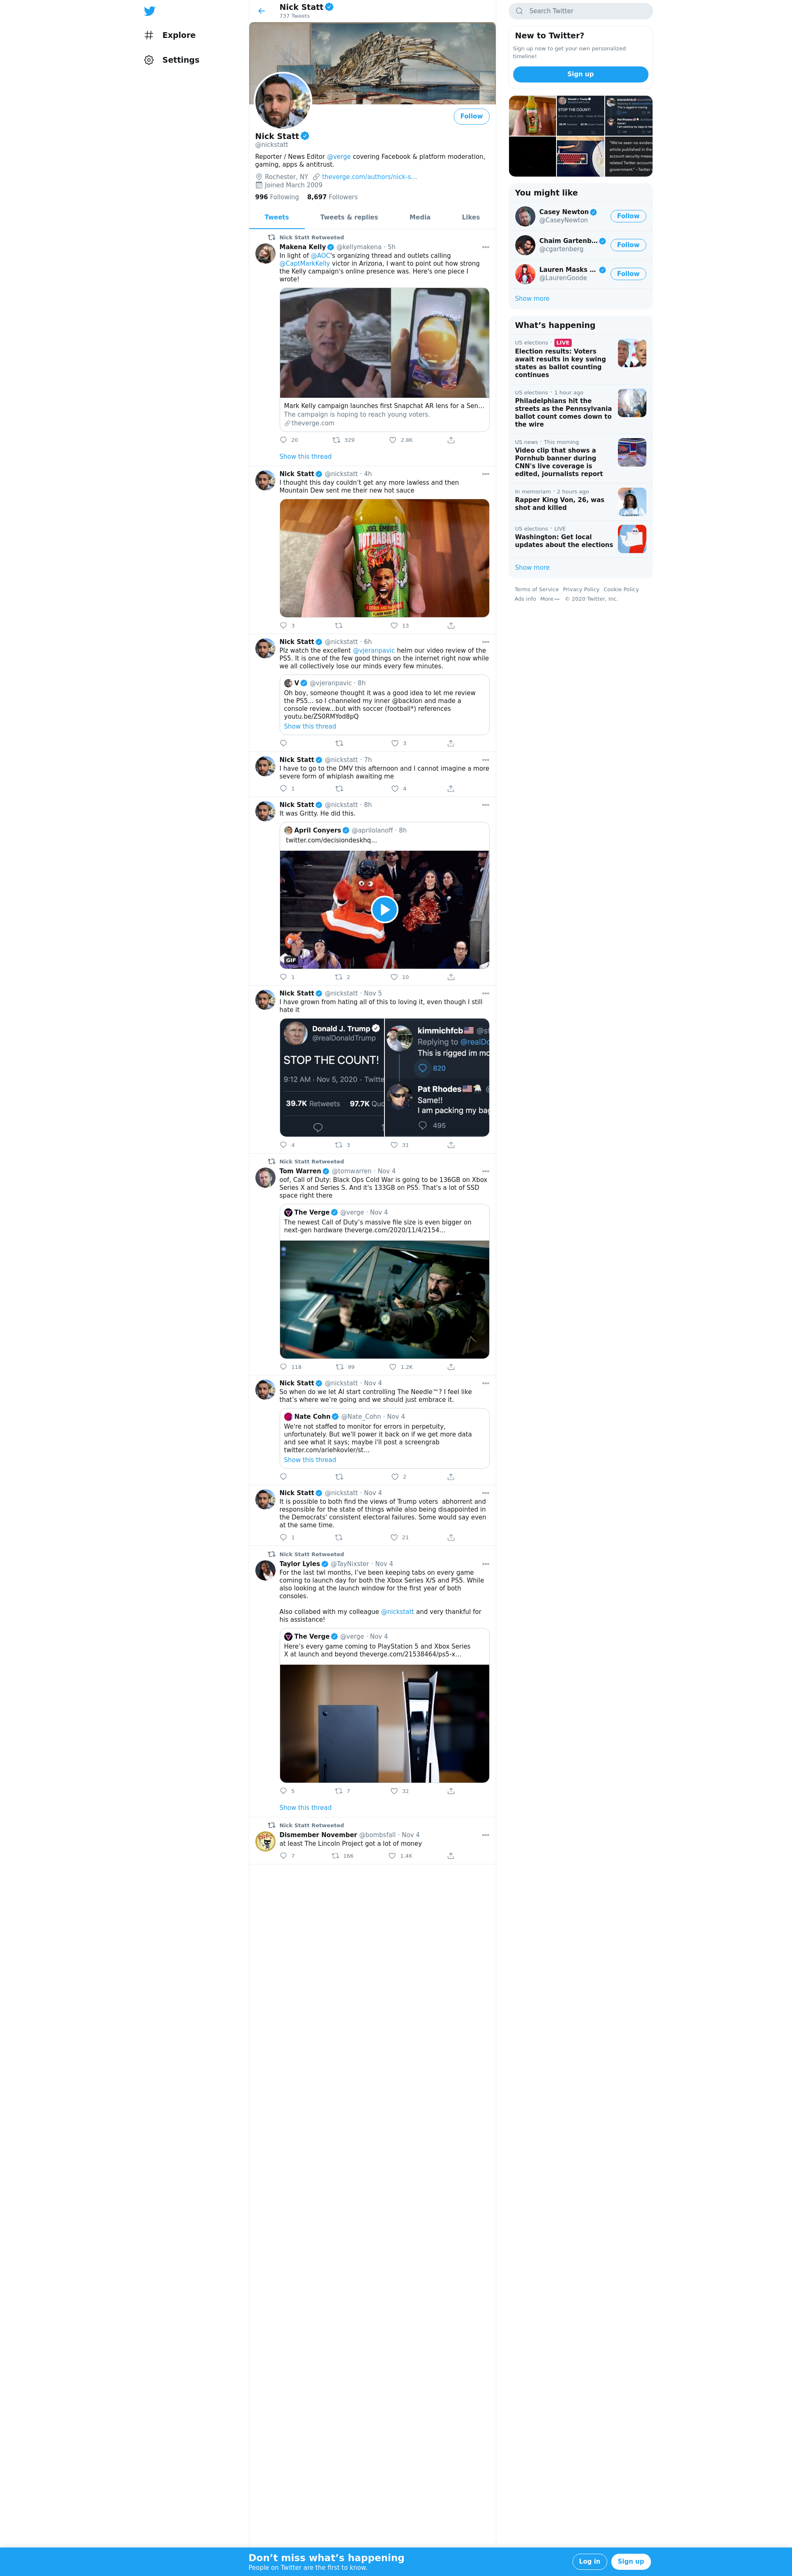 Explore
Settings
Nick Statt
737 Tweets
Follow
Nick Statt
@nickstatt
Reporter / News Editor @verge covering Facebook & platform moderation,
gaming, apps & antitrust.
Rochester, NY theverge.com/authors/nick-s…
Joined March 2009
996 Following 8,697 Followers
Tweets Tweets & replies Media Likes
Nick Statt Retweeted
Makena Kelly @kellymakena · 5h
In light of @AOC's organizing thread and outlets calling
@CaptMarkKelly victor in Arizona, I want to point out how strong
the Kelly campaign's online presence was. Here's one piece I
wrote!
Mark Kelly campaign launches first Snapchat AR lens for a Sen…
The campaign is hoping to reach young voters.
theverge.com
20 329 2.8K
Show this thread
Nick Statt @nickstatt · 4h
I thought this day couldn't get any more lawless and then
Mountain Dew sent me their new hot sauce
JOEL EMBIID'S
HOT HABANERO
3 13
Nick Statt @nickstatt · 6h
Plz watch the excellent @vjeranpavic helm our video review of the
PS5. It is one of the few good things on the internet right now while
we all collectively lose our minds every few minutes.
V @vjeranpavic · 8h
Oh boy, someone thought it was a good idea to let me review
the PS5... so I channeled my inner @backlon and made a
console review...but with soccer (football*) references
youtu.be/ZS0RMYod8pQ
Show this thread
3
Nick Statt @nickstatt · 7h
I have to go to the DMV this afternoon and I cannot imagine a more
severe form of whiplash awaiting me
1 4
Nick Statt @nickstatt · 8h
It was Gritty. He did this.
April Conyers @aprilolanoff · 8h
twitter.com/decisiondeskhq…
GIF
1 2 10
Nick Statt @nickstatt · Nov 5
I have grown from hating all of this to loving it, even though I still
hate it
Donald J. Trump
@realDonaldTrump
STOP THE COUNT!
9:12 AM · Nov 5, 2020 · Twitte
39.7K Retweets 97.7K Quo
kimmichfcb @s
Replying to @realDo
This is rigged im mo
820
Pat Rhodes
Same!!
I am packing my bag
495
4 3 31
Nick Statt Retweeted
Tom Warren @tomwarren · Nov 4
oof, Call of Duty: Black Ops Cold War is going to be 136GB on Xbox
Series X and Series S. And it's 133GB on PS5. That's a lot of SSD
space right there
The Verge @verge · Nov 4
The newest Call of Duty's massive file size is even bigger on
next-gen hardware theverge.com/2020/11/4/2154…
118 99 1.2K
Nick Statt @nickstatt · Nov 4
So when do we let AI start controlling The Needle™? I feel like
that's where we're going and we should just embrace it.
Nate Cohn @Nate_Cohn · Nov 4
We're not staffed to monitor for errors in perpetuity,
unfortunately. But we'll power it back on if we get more data
and see what it says; maybe i'll post a screengrab
twitter.com/ariehkovler/st…
Show this thread
2
Nick Statt @nickstatt · Nov 4
It is possible to both find the views of Trump voters abhorrent and
responsible for the state of things while also being disappointed in
the Democrats' consistent electoral failures. Some would say even
at the same time.
1 21
Nick Statt Retweeted
Taylor Lyles @TayNixster · Nov 4
For the last twl months, I've been keeping tabs on every game
coming to launch day for both the Xbox Series X/S and PS5. While
also looking at the launch window for the first year of both
consoles.
Also collabed with my colleague @nickstatt and very thankful for
his assistance!
The Verge @verge · Nov 4
Here's every game coming to PlayStation 5 and Xbox Series
X at launch and beyond theverge.com/21538464/ps5-x…
5 7 32
Show this thread
Nick Statt Retweeted
Dismember November @bombsfall · Nov 4
at least The Lincoln Project got a lot of money
7 166 1.4K
Search Twitter
New to Twitter?
Sign up now to get your own personalized
timeline!
Sign up
STOP THE COUNT!
"We've seen no eviden
article published in the
account security measu
related Twitter account
government." –Twitter
You might like
Casey Newton
@CaseyNewton
Follow
Chaim Gartenb…
@cgartenberg
Follow
Lauren Masks …
@LaurenGoode
Follow
Show more
What's happening
US elections · LIVE
Election results: Voters
await results in key swing
states as ballot counting
continues
US elections · 1 hour ago
Philadelphians hit the
streets as the Pennsylvania
ballot count comes down to
the wire
US news · This morning
Video clip that shows a
Pornhub banner during
CNN's live coverage is
edited, journalists report
In memoriam · 2 hours ago
Rapper King Von, 26, was
shot and killed
US elections · LIVE
Washington: Get local
updates about the elections
Show more
Terms of Service Privacy Policy Cookie Policy
Ads info More © 2020 Twitter, Inc.
Don't miss what's happening
People on Twitter are the first to know.
Log in Sign up